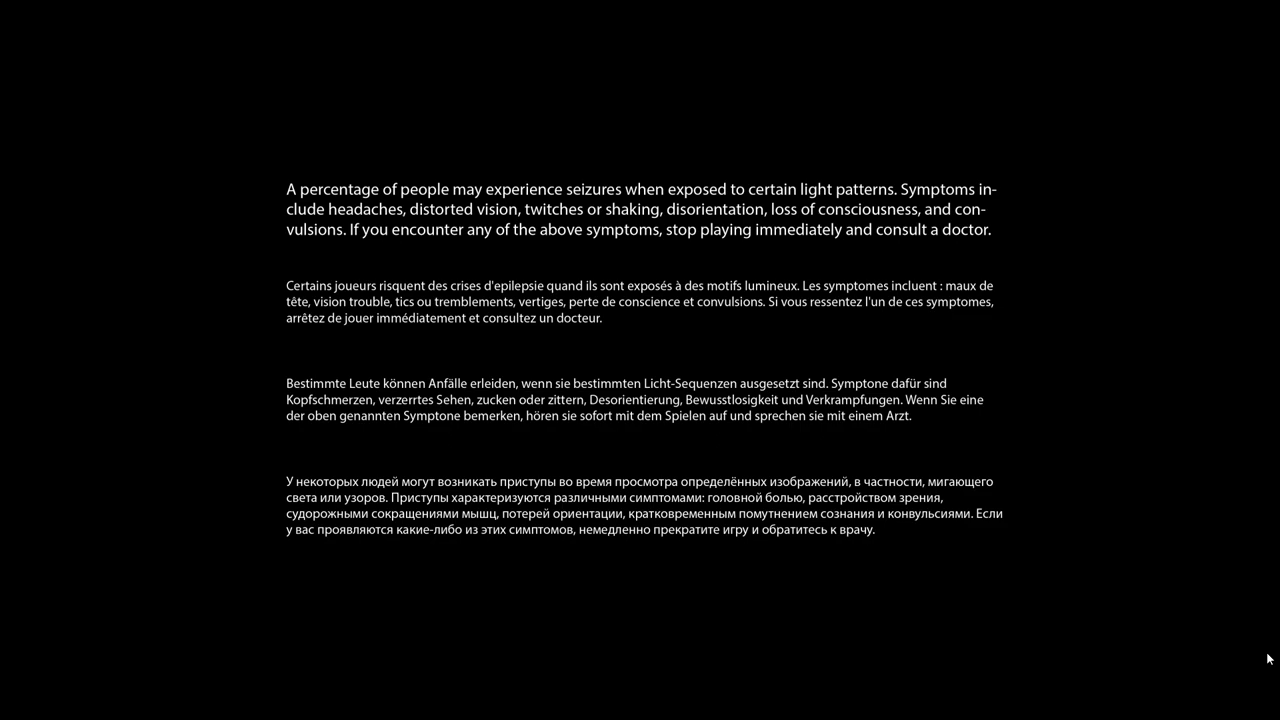 A percentage of people may experience seizures when exposed to certain light patterns. Symptoms in-
clude headaches, distorted vision, twitches or shaking, disorientation, loss of consciousness, and con-
vulsions. If you encounter any of the above symptoms, stop playing immediately and consult a doctor.
Certains joueurs risquent des crises d'epilepsie quand ils sont exposés à des motifs lumineux. Les symptomes incluent : maux de
tête, vision trouble, tics ou tremblements, vertiges, perte de conscience et convulsions. Si vous ressentez l'un de ces symptomes,
arrêtez de jouer immédiatement et consultez un docteur.
Bestimmte Leute können Anfälle erleiden, wenn sie bestimmten Licht-Sequenzen ausgesetzt sind. Symptone dafür sind
Kopfschmerzen, verzerrtes Sehen, zucken oder zittern, Desorientierung, Bewusstlosigkeit und Verkrampfungen. Wenn Sie eine
der oben genannten Symptone bemerken, hören sie sofort mit dem Spielen auf und sprechen sie mit einem Arzt.
У некоторых людей могут возникать приступы во время просмотра определённых изображений, в частности, мигающего
света или узоров. Приступы характеризуются различными симптомами: головной болью, расстройством зрения,
судорожными сокращениями мышц, потерей ориентации, кратковременным помутнением сознания и конвульсиями. Если
у вас проявляются какие-либо из этих симптомов, немедленно прекратите игру и обратитесь к врачу.